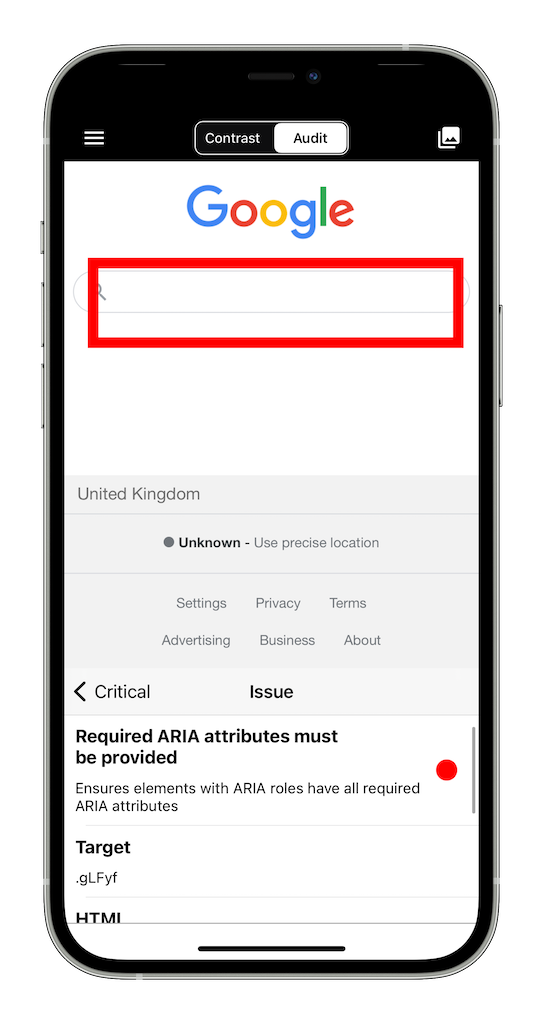 Contrast Audit
Google
United Kingdom
Unknown - Use precise location
Settings Privacy Terms
Advertising Business About
Critical Issue
Required ARIA attributes must
be provided
Ensures elements with ARIA roles have all required
ARIA attributes
Target
.gLFyf
HTML